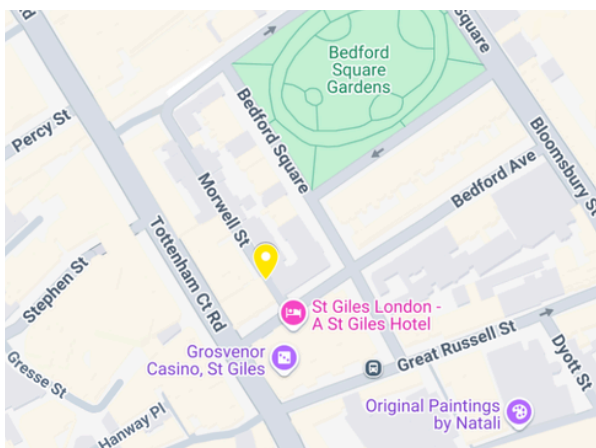 Square
Bedford
Square
Gardens
Percy St
Bedford Square
Bloomsbury St
Bedford Ave
Morwell St
Tottenham Ct Rd
Stephen St
St Giles London -
A St Giles Hotel
Grosvenor
Casino, St Giles
Great Russell St
Gresse St
Dyott St
Hanway Pl
Original Paintings
by Natali